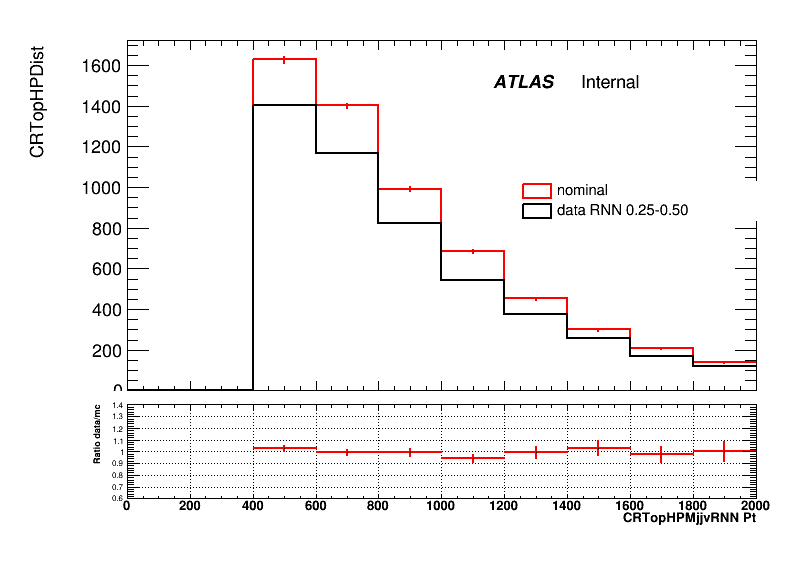 CRTopHPDist
1600
1400
1200
1000
800
600
400
200
0
ATLAS Internal
nominal
data RNN 0.25-0.50
Ratio data/mc
1.4
1.3
1.2
1.1
1
0.9
0.8
0.7
0.6
0 200 400 600 800 1000 1200 1400 1600 1800 2000
CRTopHPMjjvRNN Pt